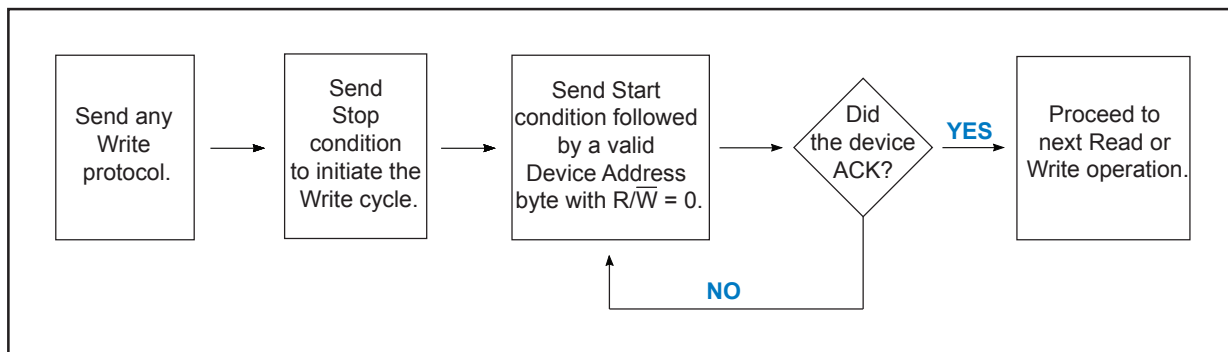 Send any
Write
protocol.
Send
Stop
condition
to initiate the
Write cycle.
Send Start
condition followed
by a valid
Device Address
byte with R/W̅ = 0.
Did
the device
ACK?
YES
Proceed to
next Read or
Write operation.
NO